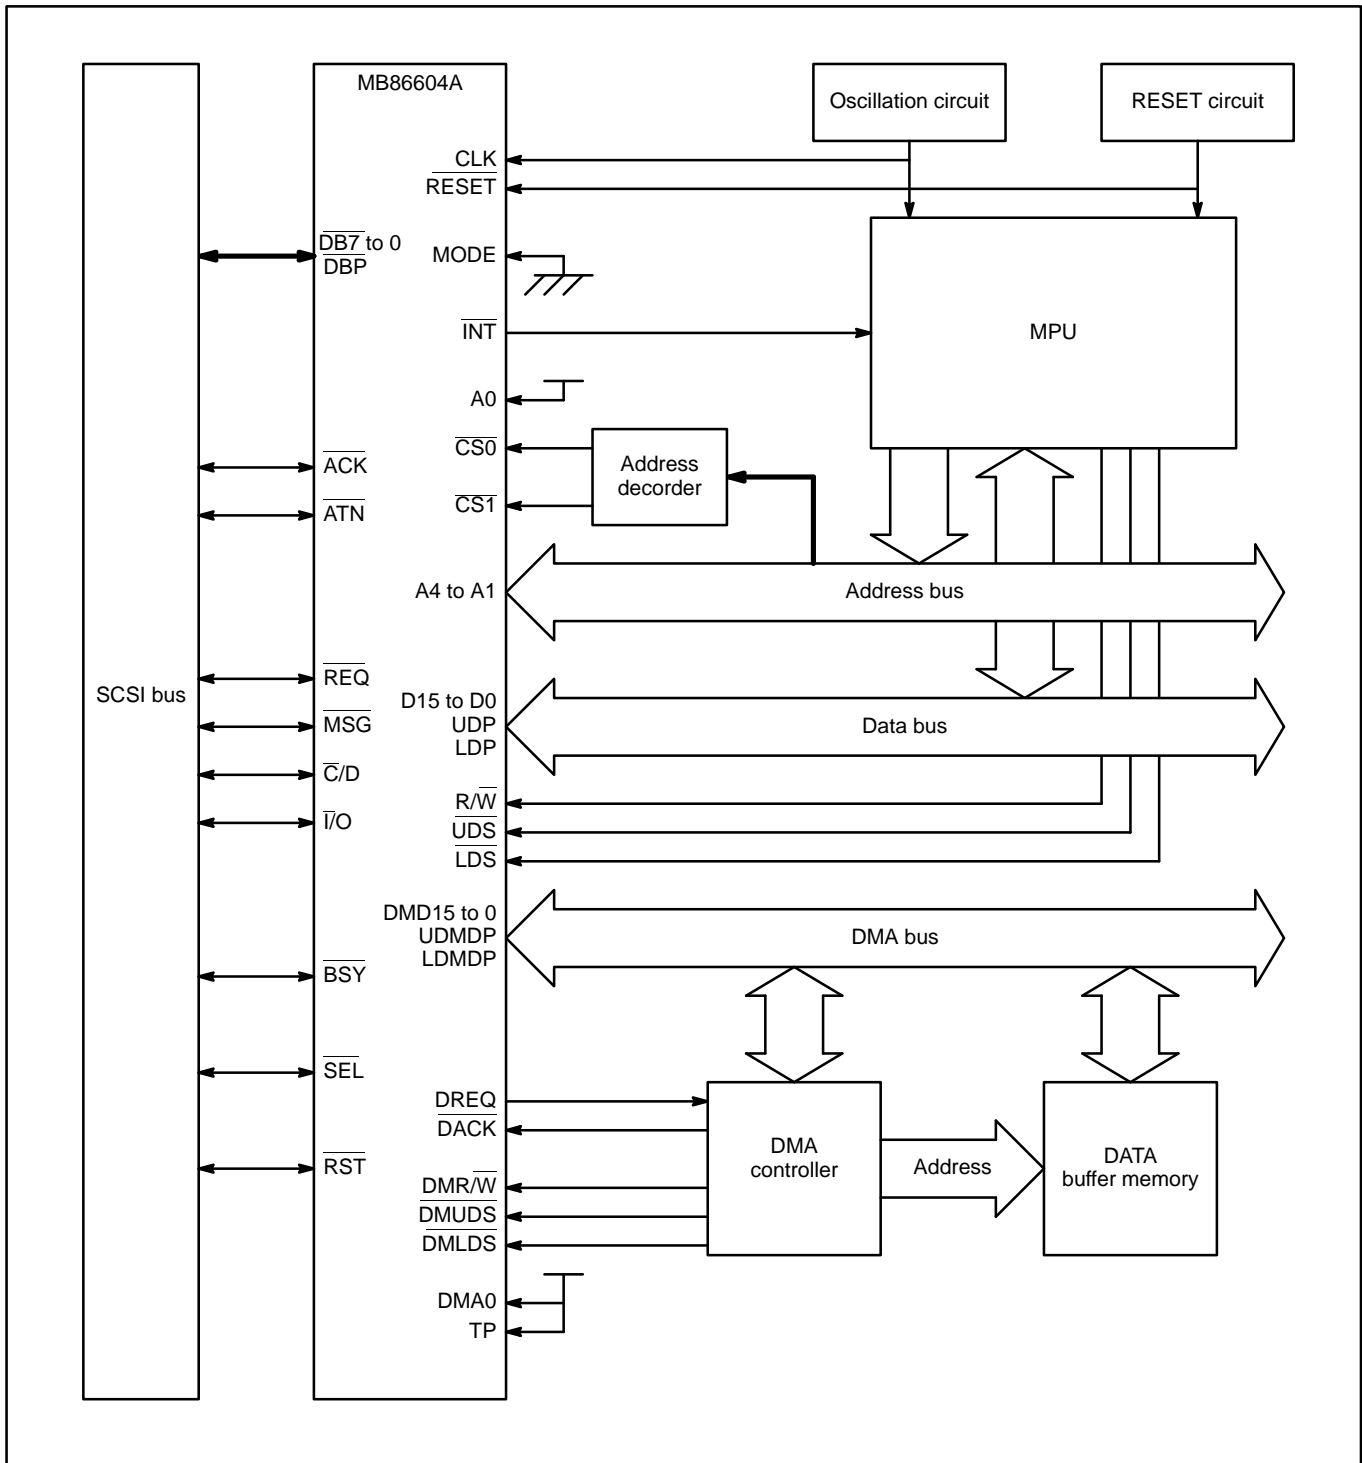 MB86604A
Oscillation circuit
RESET circuit
CLK
RESET
DB7 to 0
DBP
MODE
INT
MPU
A0
CS0
Address
decorder
CS1
ACK
ATN
A4 to A1
Address bus
SCSI bus
REQ
MSG
C/D
I/O
D15 to D0
UDP
LDP
Data bus
R/W
UDS
LDS
DMD15 to 0
UDMDP
LDMDP
DMA bus
BSY
SEL
RST
DREQ
DACK
DMR/W
DMUDS
DMLDS
DMA
controller
Address
DATA
buffer memory
DMA0
TP